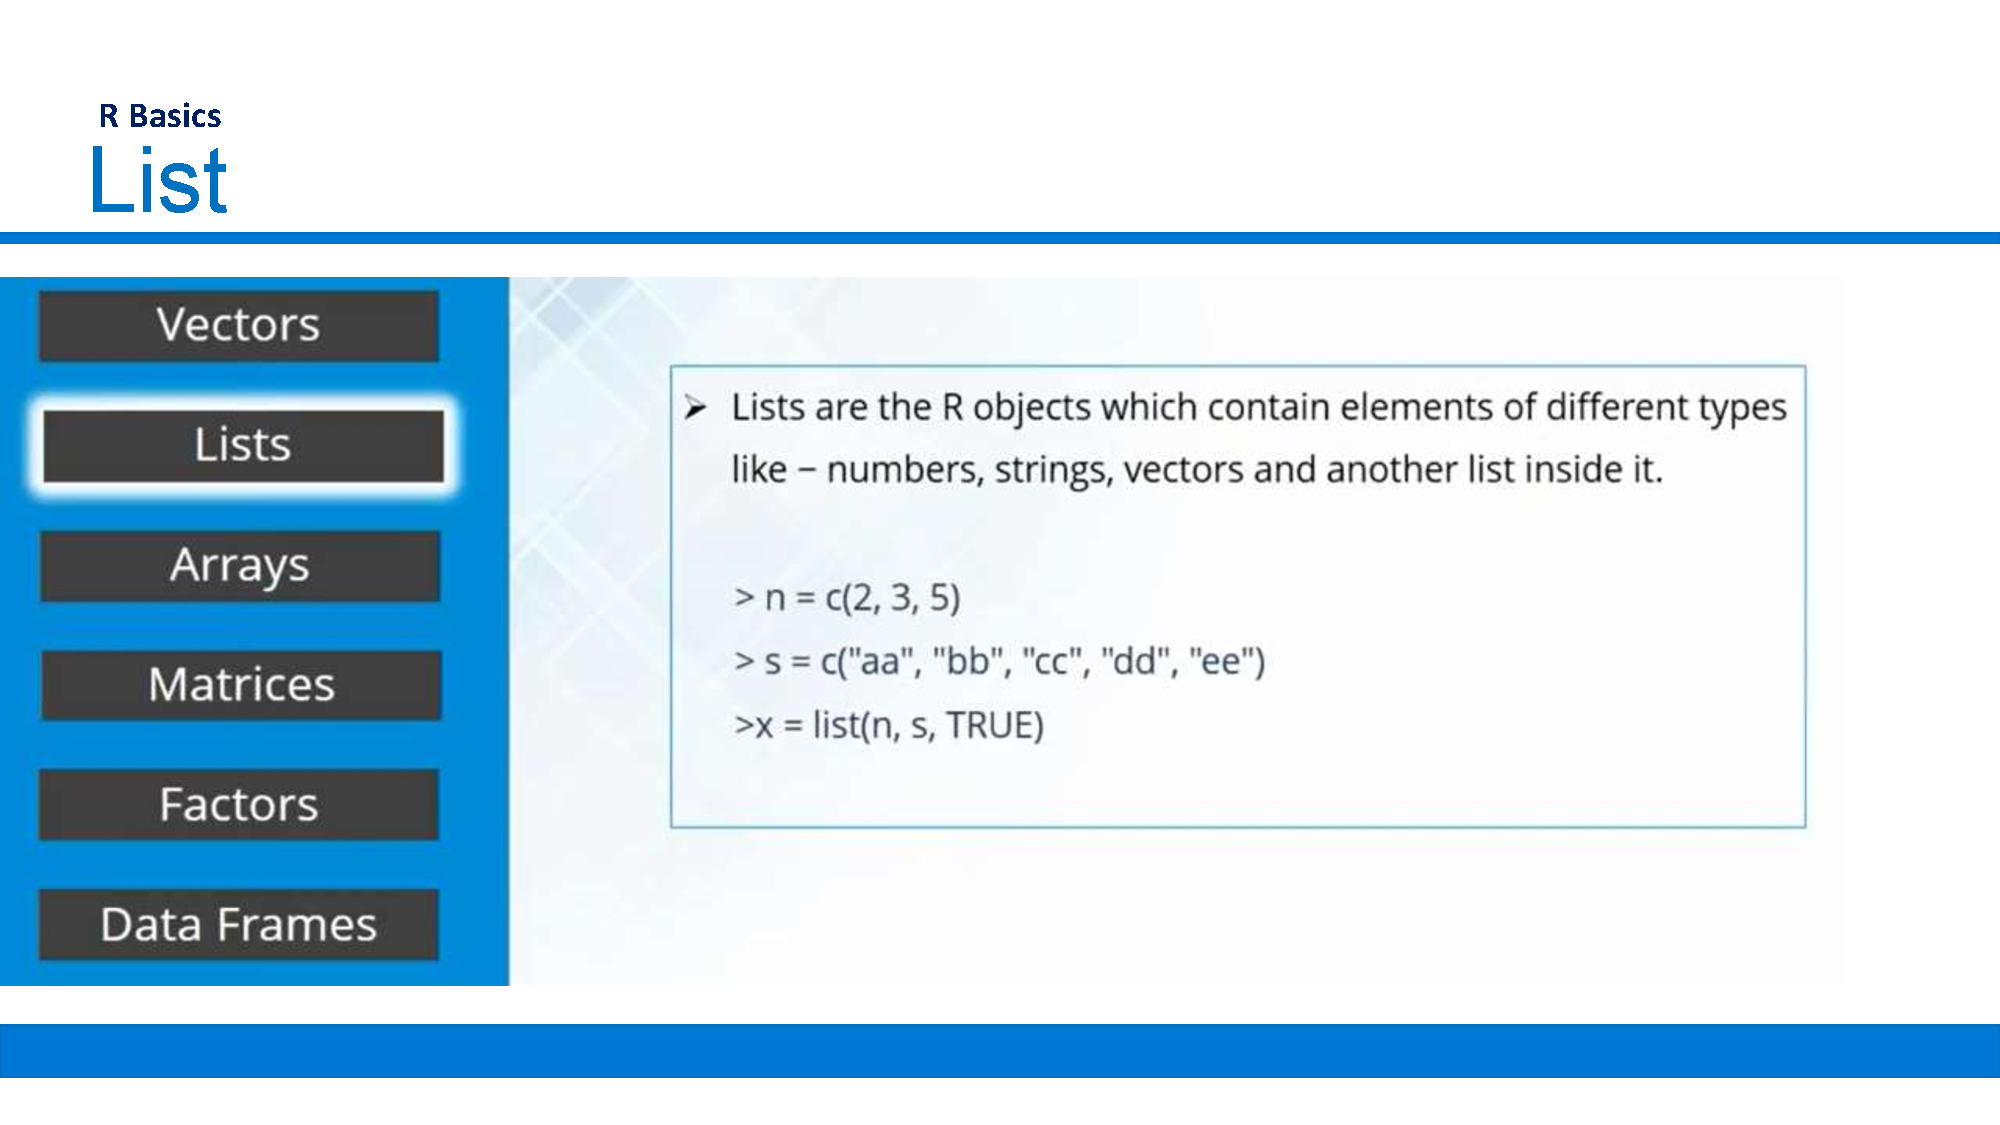 R Basics
List
Vectors
Lists
Arrays
Matrices
Factors
Data Frames
➢ Lists are the R objects which contain elements of different types
like – numbers, strings, vectors and another list inside it.
> n = c(2, 3, 5)
> s = c("aa", "bb", "cc", "dd", "ee")
>x = list(n, s, TRUE)